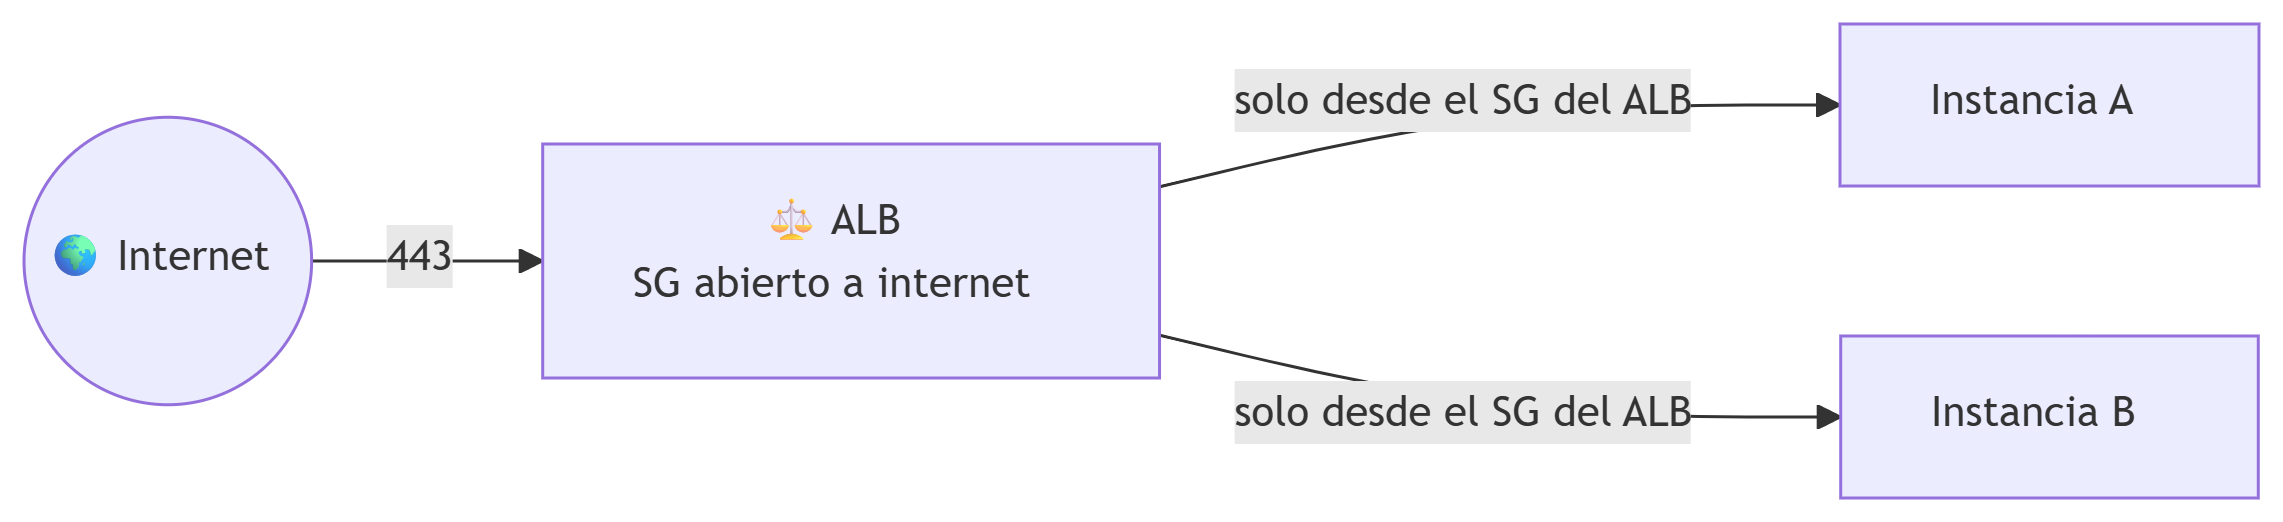 Internet
443
ALB
SG abierto a internet
solo desde el SG del ALB
Instancia A
solo desde el SG del ALB
Instancia B